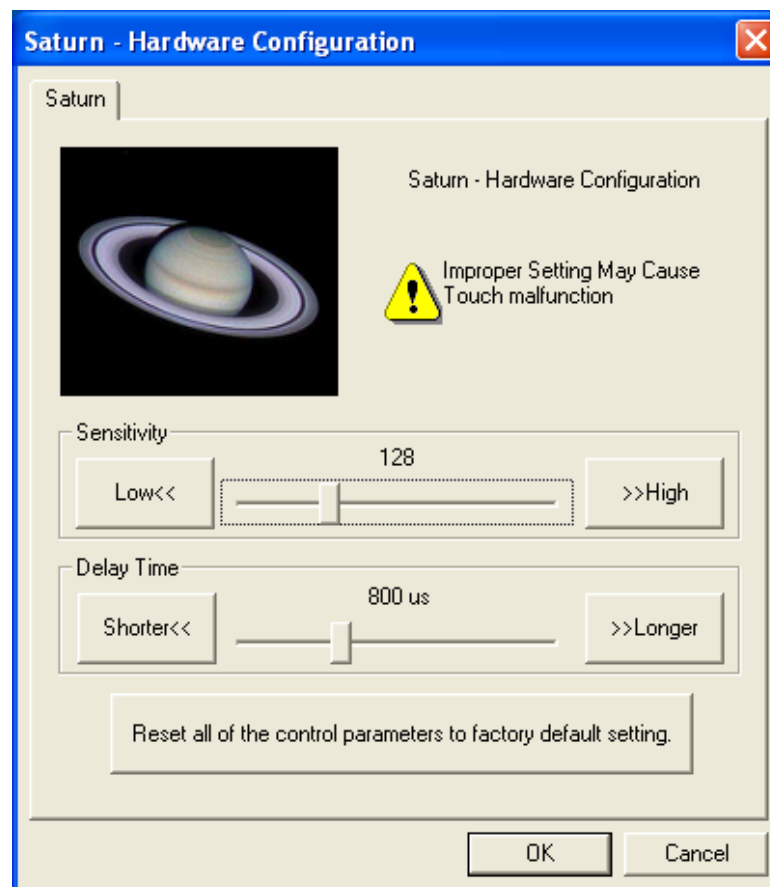 Saturn - Hardware Configuration
Saturn
Saturn - Hardware Configuration
Improper Setting May Cause
Touch malfunction
Sensitivity
128
Low<<
>>High
Delay Time
800 us
Shorter<<
>>Longer
Reset all of the control parameters to factory default setting.
OK
Cancel